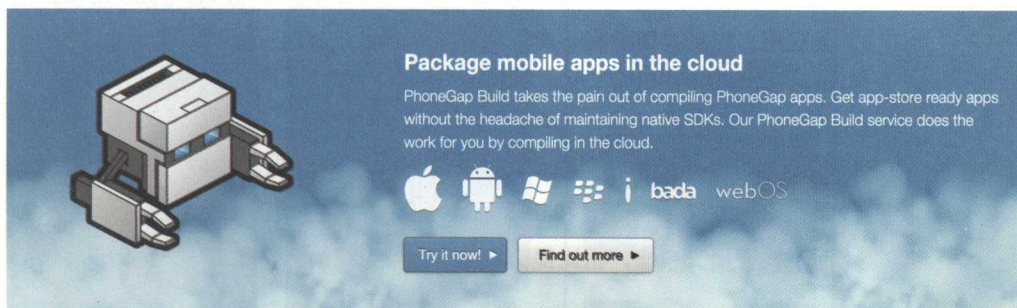 Package mobile apps in the cloud
PhoneGap Build takes the pain out of compiling PhoneGap apps. Get app-store ready apps
without the headache of maintaining native SDKs. Our PhoneGap Build service does the
work for you by compiling in the cloud.
i bada webOS
Try it now! ► Find out more ►